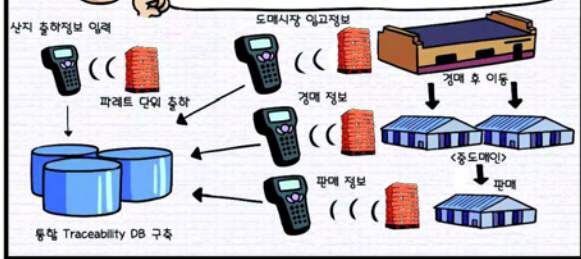 산지 출하정보 입력
도매시장 입고정보
파레트 단위 출하
경매 후 이동
경매 정보
<중도매인>
판매 정보
판매
통합 Traceability DB 구축